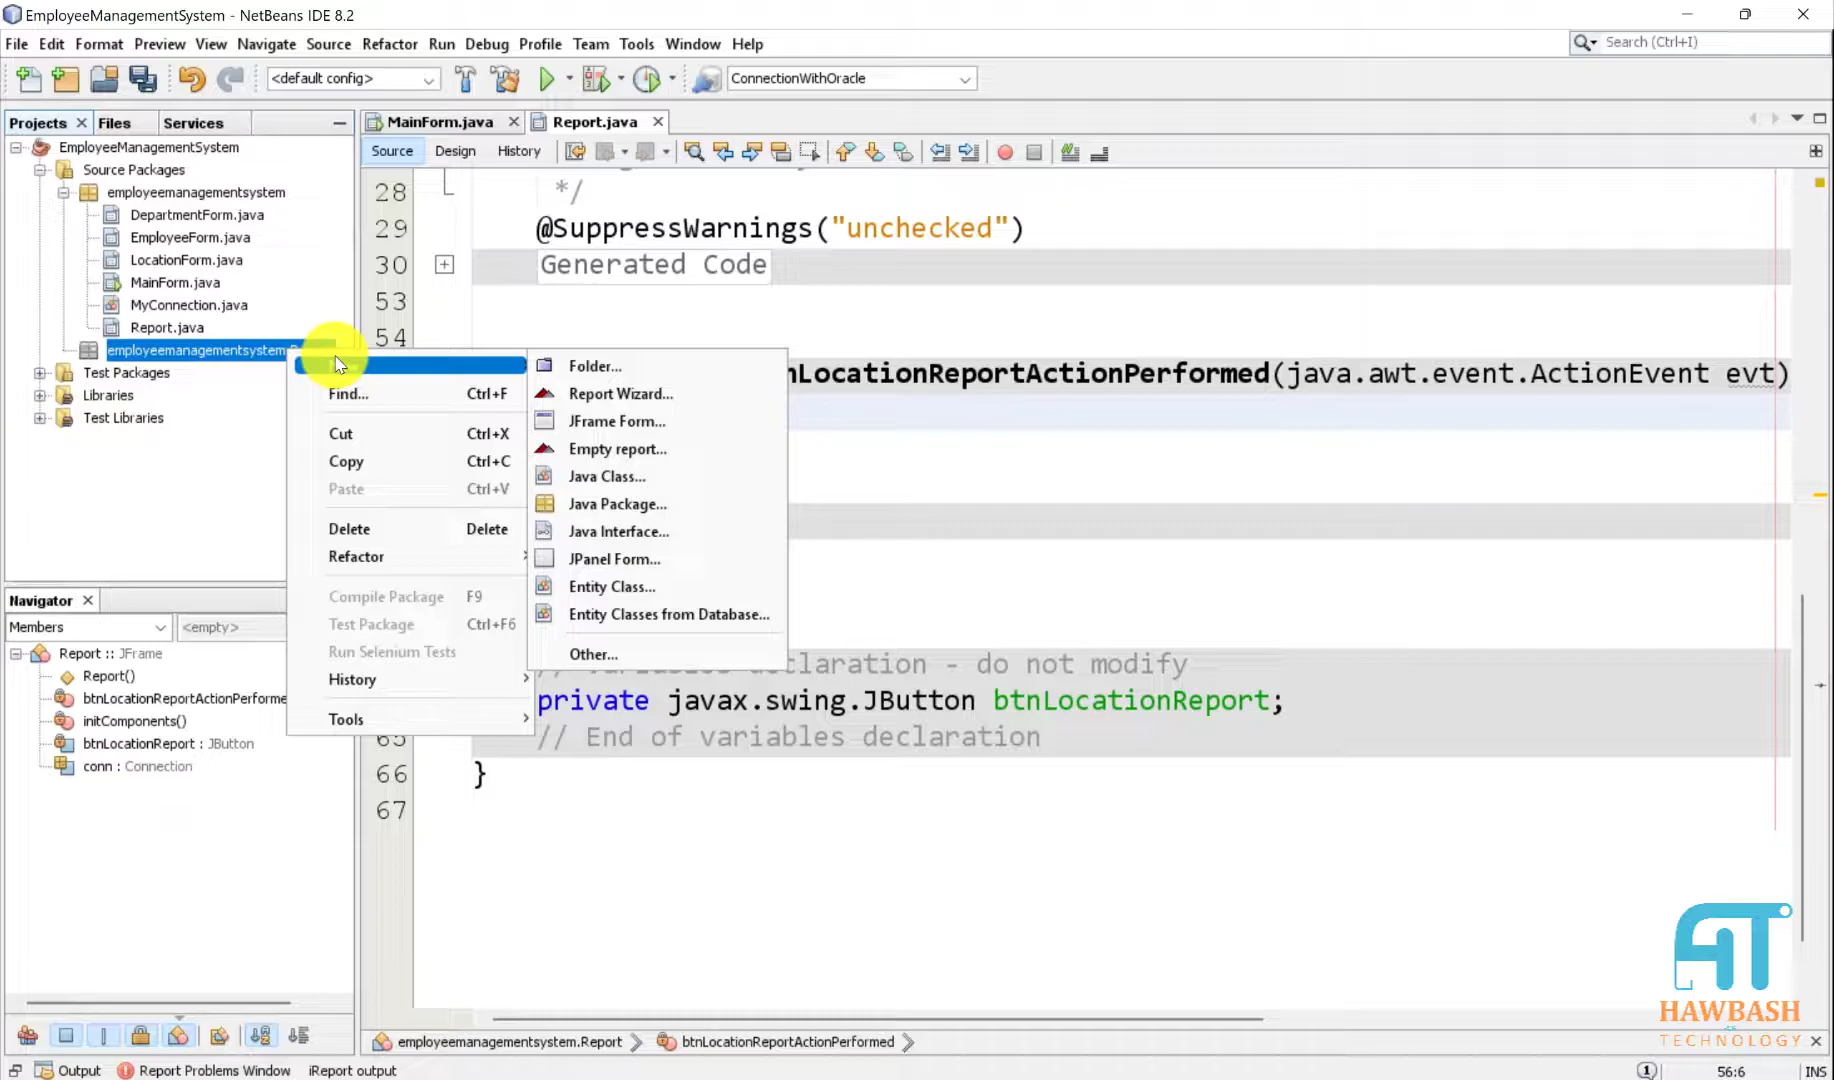 EmployeeManagementSystem - NetBeans IDE 8.2
File Edit Format Preview View Navigate Source Refactor Run Debug Profile Team Tools Window Help
Search (Ctrl+I)
<default config>
ConnectionWithOracle
Projects Files Services
MainForm.java Report.java
Source Design History
EmployeeManagementSystem
Source Packages
employeemanagementsystem
DepartmentForm.java
EmployeeForm.java
LocationForm.java
MainForm.java
MyConnection.java
Report.java
employeemanagementsystem.
Test Packages
Libraries
Test Libraries
Find... Ctrl+F
Cut Ctrl+X
Copy Ctrl+C
Paste Ctrl+V
Delete Delete
Refactor
Compile Package F9
Test Package Ctrl+F6
Run Selenium Tests
History
Tools
Folder...
Report Wizard...
JFrame Form...
Empty report...
Java Class...
Java Package...
Java Interface...
JPanel Form...
Entity Class...
Entity Classes from Database...
Other...
28 */
29 @SuppressWarnings("unchecked")
30 Generated Code
53
54
nLocationReportActionPerformed(java.awt.event.ActionEvent evt)
declaration - do not modify
private javax.swing.JButton btnLocationReport;
65 // End of variables declaration
66 }
67
Navigator
Members <empty>
Report :: JFrame
Report()
btnLocationReportActionPerforme
initComponents()
btnLocationReport : JButton
conn : Connection
employeemanagementsystem.Report btnLocationReportActionPerformed
Output Report Problems Window iReport output
1 56:6 INS
HAWBASH
TECHNOLOGY